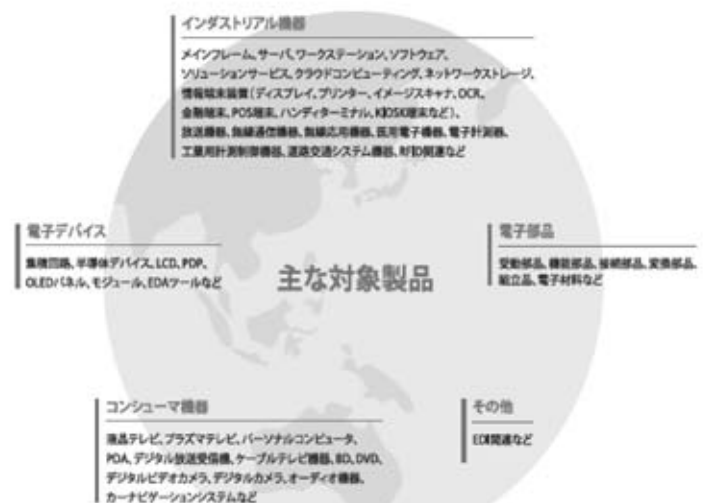 インダストリアル機器
メインフレーム、サーバ、ワークステーション、ソフトウェア、
ソリューションサービス、クラウドコンピューティング、ネットワークストレージ、
情報端末装置(ディスプレイ、プリンター、イメージスキャナ、OCR、
金融端末、POS端末、ハンディターミナル、KIOSK端末など)、
放送機器、無線通信機器、無線応用機器、医用電子機器、電子計測器、
工業用計測制御機器、道路交通システム機器、RFID関連など
電子デバイス
集積回路、半導体デバイス、LCD、PDP、
OLEDパネル、モジュール、EDAツールなど
主な対象製品
電子部品
受動部品、機能部品、接続部品、変換部品、
組立品、電子材料など
コンシューマ機器
液晶テレビ、プラズマテレビ、パーソナルコンピュータ、
PDA、デジタル放送受信機、ケーブルテレビ機器、BD、DVD、
デジタルビデオカメラ、デジタルカメラ、オーディオ機器、
カーナビゲーションシステムなど
その他
EDI関連など